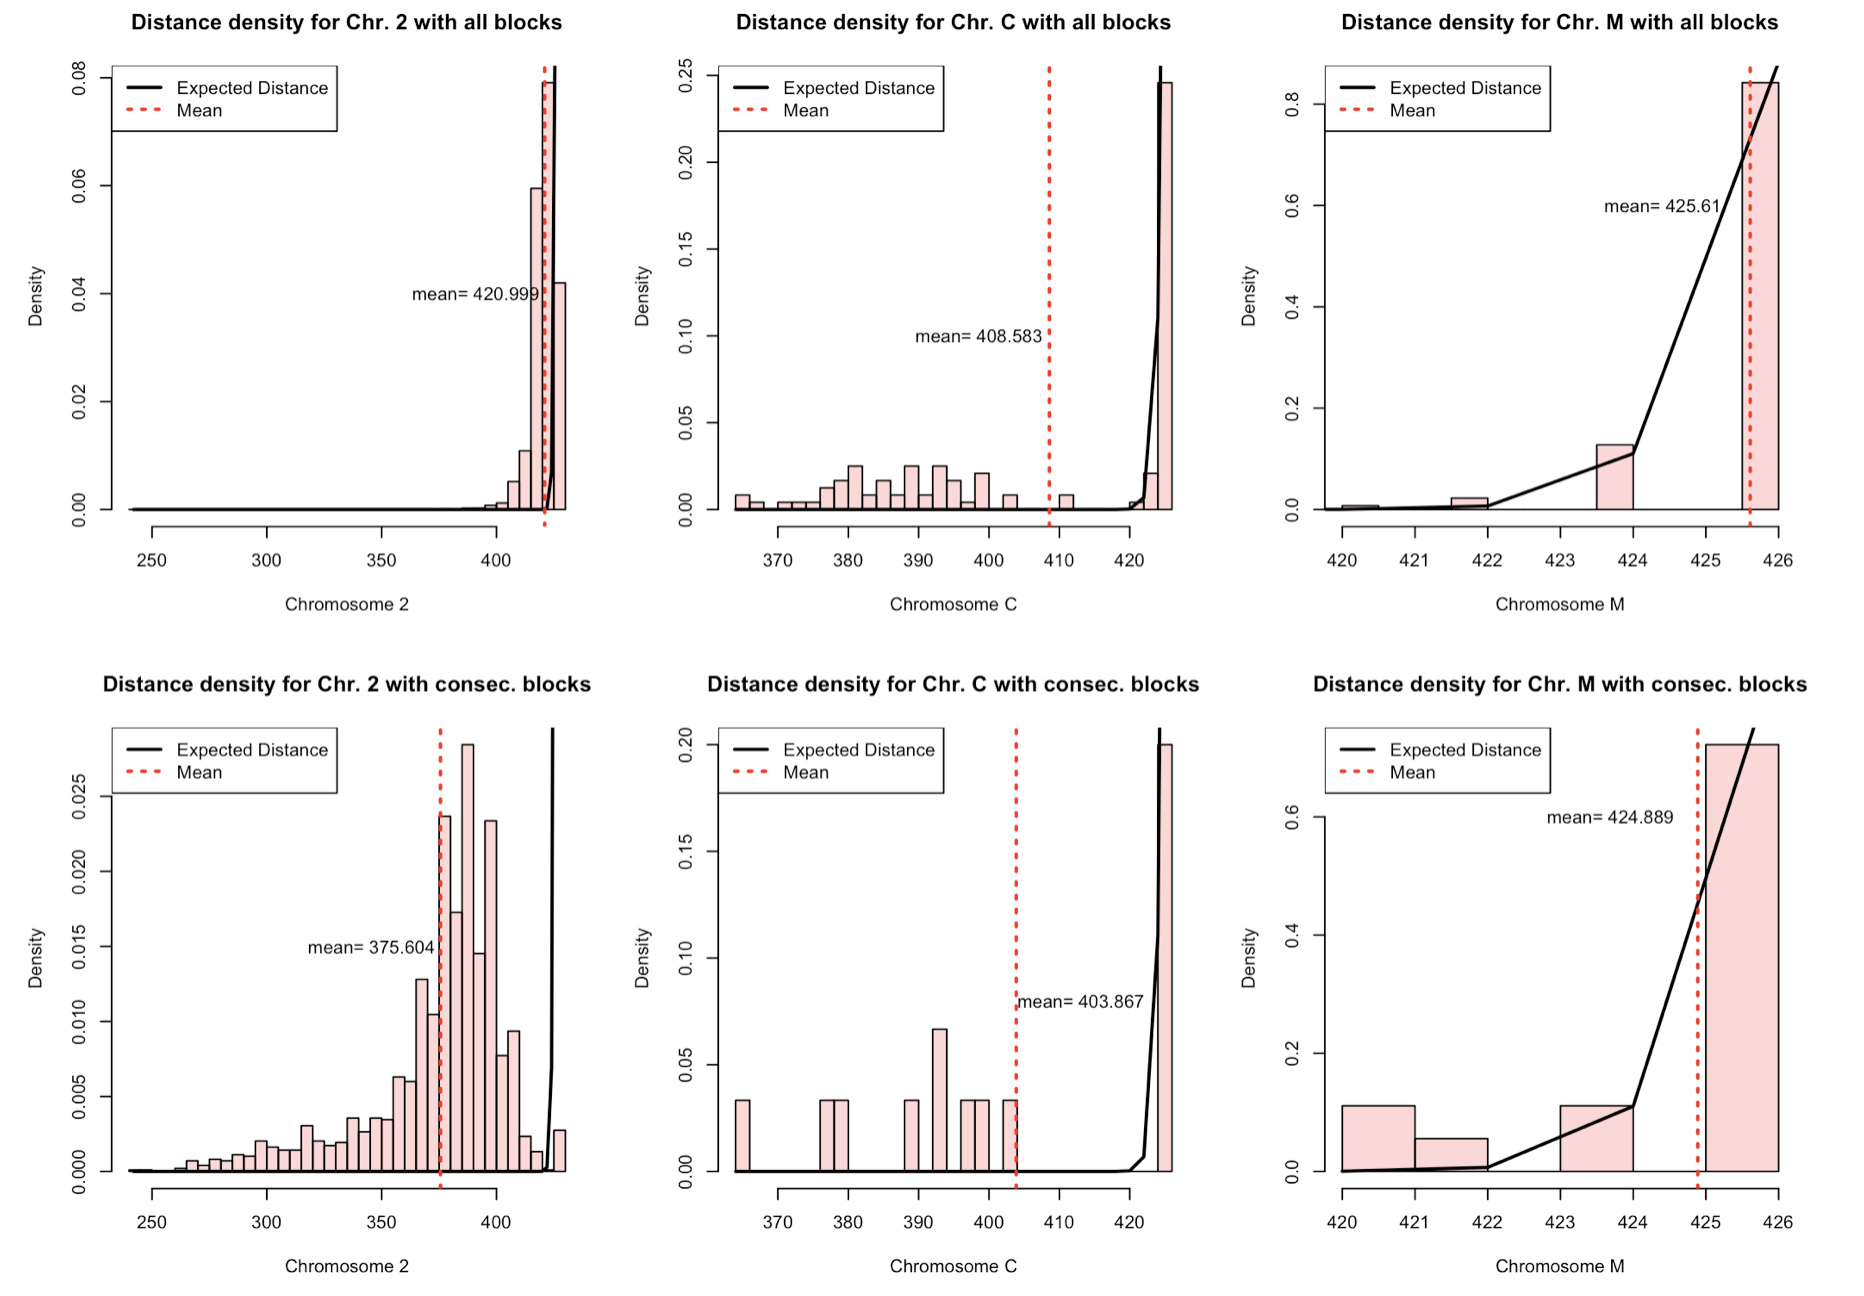 Distance density for Chr. 2 with all blocks
Expected Distance
Mean
mean= 420.999
Density
0.00 0.02 0.04 0.06 0.08
250 300 350 400
Chromosome 2
Distance density for Chr. C with all blocks
Expected Distance
Mean
mean= 408.583
Density
0.00 0.05 0.10 0.15 0.20 0.25
370 380 390 400 410 420
Chromosome C
Distance density for Chr. M with all blocks
Expected Distance
Mean
mean= 425.61
Density
0.0 0.2 0.4 0.6 0.8
420 421 422 423 424 425 426
Chromosome M
Distance density for Chr. 2 with consec. blocks
Expected Distance
Mean
mean= 375.604
Density
0.000 0.005 0.010 0.015 0.020 0.025
250 300 350 400
Chromosome 2
Distance density for Chr. C with consec. blocks
Expected Distance
Mean
mean= 403.867
Density
0.00 0.05 0.10 0.15 0.20
370 380 390 400 410 420
Chromosome C
Distance density for Chr. M with consec. blocks
Expected Distance
Mean
mean= 424.889
Density
0.0 0.2 0.4 0.6
420 421 422 423 424 425 426
Chromosome M